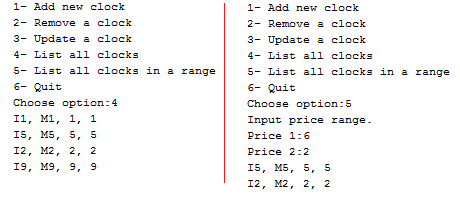 1- Add new clock
2- Remove a clock
3- Update a clock
4- List all clocks
5- List all clocks in a range
6- Quit
Choose option:4
I1, M1, 1, 1
I5, M5, 5, 5
I2, M2, 2, 2
I9, M9, 9, 9
1- Add new clock
2- Remove a clock
3- Update a clock
4- List all clocks
5- List all clocks in a range
6- Quit
Choose option:5
Input price range.
Price 1:6
Price 2:2
I5, M5, 5, 5
I2, M2, 2, 2